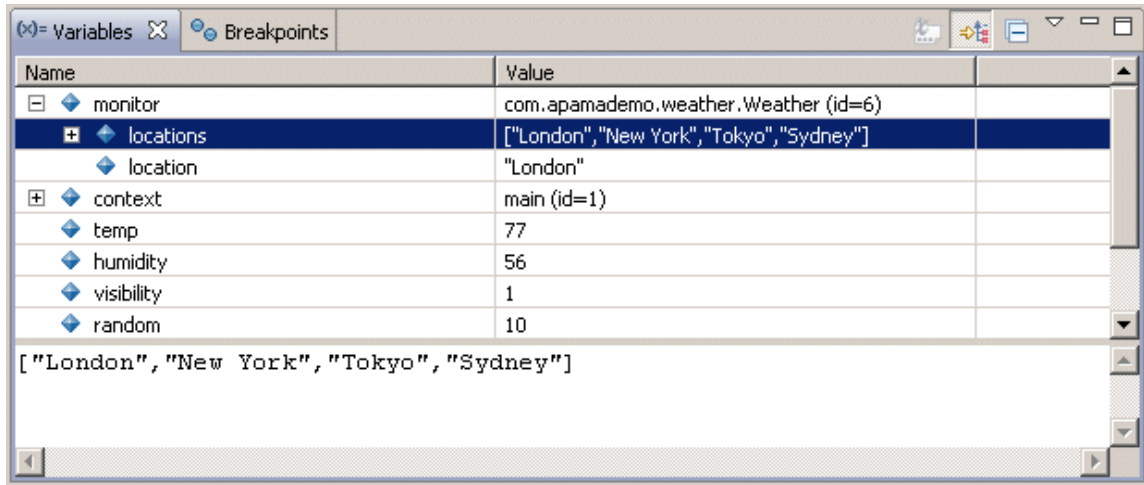 (x)= Variables Breakpoints
Name Value
monitor com.apamademo.weather.Weather (id=6)
locations ["London","New York","Tokyo","Sydney"]
location "London"
context main (id=1)
temp 77
humidity 56
visibility 1
random 10
["London","New York","Tokyo","Sydney"]